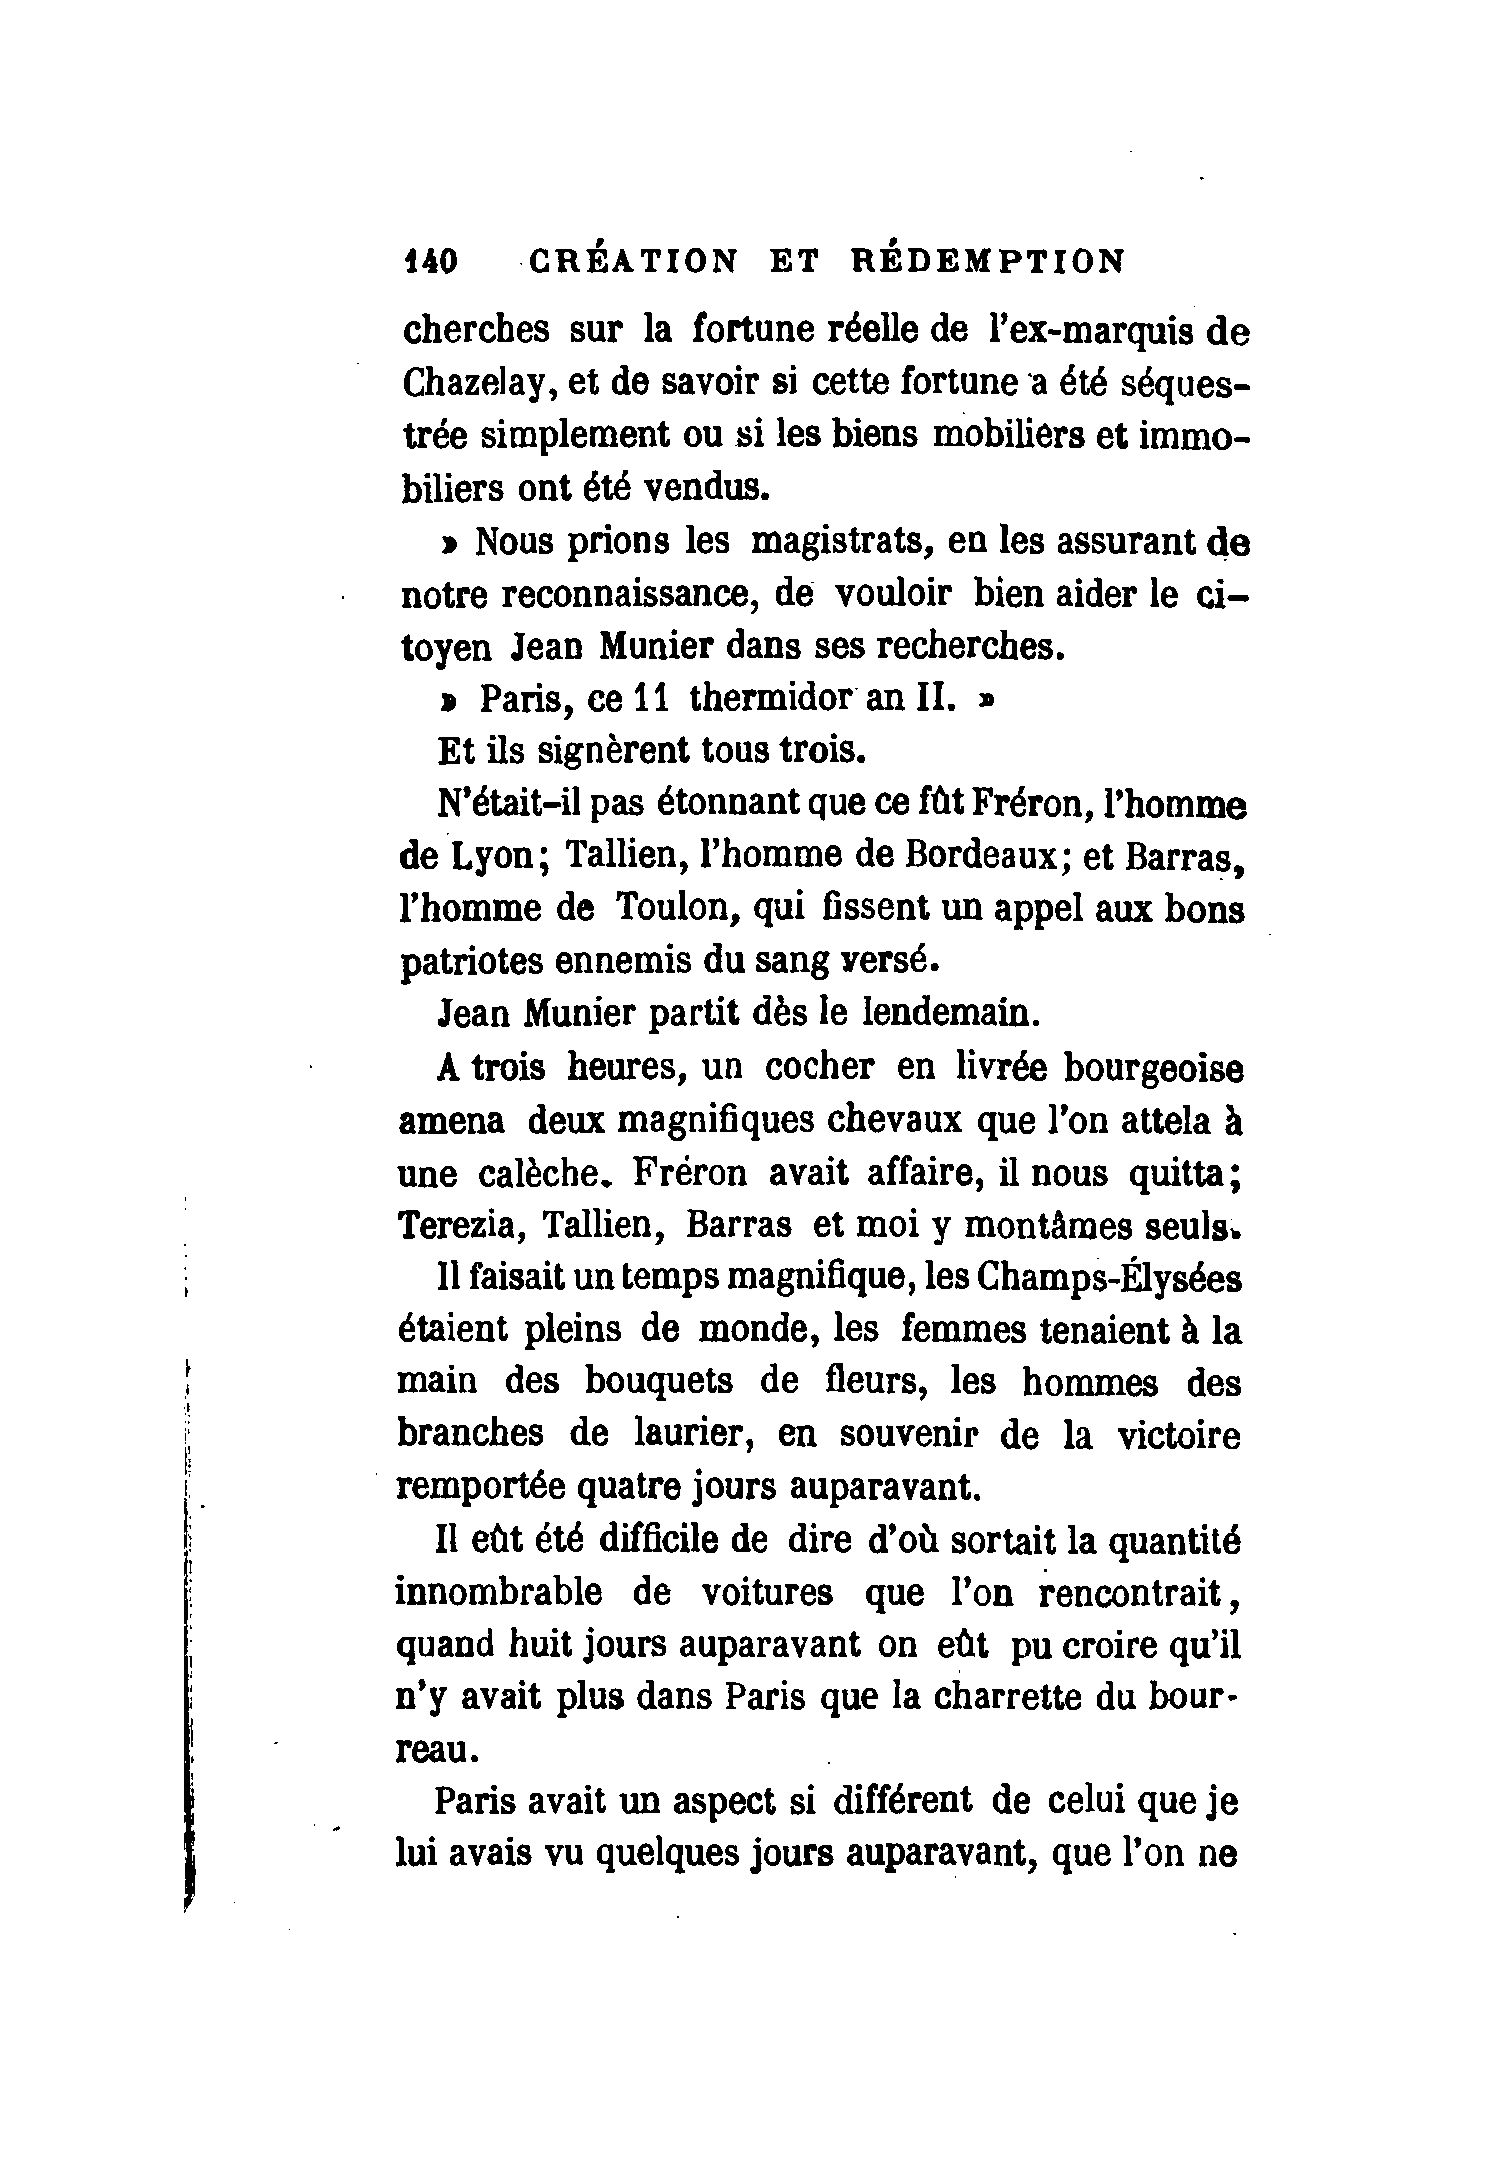 140 CRÉATION ET RÉDEMPTION
cherches sur la fortune réelle de l'ex-marquis de
Chazelay, et de savoir si cette fortune a été séques-
trée simplement ou si les biens mobiliers et immo-
biliers ont été vendus.
» Nous prions les magistrats, en les assurant de
notre reconnaissance, de vouloir bien aider le ci-
toyen Jean Munier dans ses recherches.
» Paris, ce 11 thermidor an II. »
Et ils signèrent tous trois.
N'était-il pas étonnant que ce fût Fréron, l'homme
de Lyon; Tallien, l'homme de Bordeaux; et Barras,
l'homme de Toulon, qui fissent un appel aux bons
patriotes ennemis du sang versé.
Jean Munier partit dès le lendemain.
A trois heures, un cocher en livrée bourgeoise
amena deux magnifiques chevaux que l'on attela à
une calèche. Fréron avait affaire, il nous quitta;
Terezia, Tallien, Barras et moi y montâmes seuls.
Il faisait un temps magnifique, les Champs-Élysées
étaient pleins de monde, les femmes tenaient à la
main des bouquets de fleurs, les hommes des
branches de laurier, en souvenir de la victoire
remportée quatre jours auparavant.
Il eût été difficile de dire d'où sortait la quantité
innombrable de voitures que l'on rencontrait,
quand huit jours auparavant on eût pu croire qu'il
n'y avait plus dans Paris que la charrette du bour-
reau.
Paris avait un aspect si différent de celui que je
lui avais vu quelques jours auparavant, que l'on ne